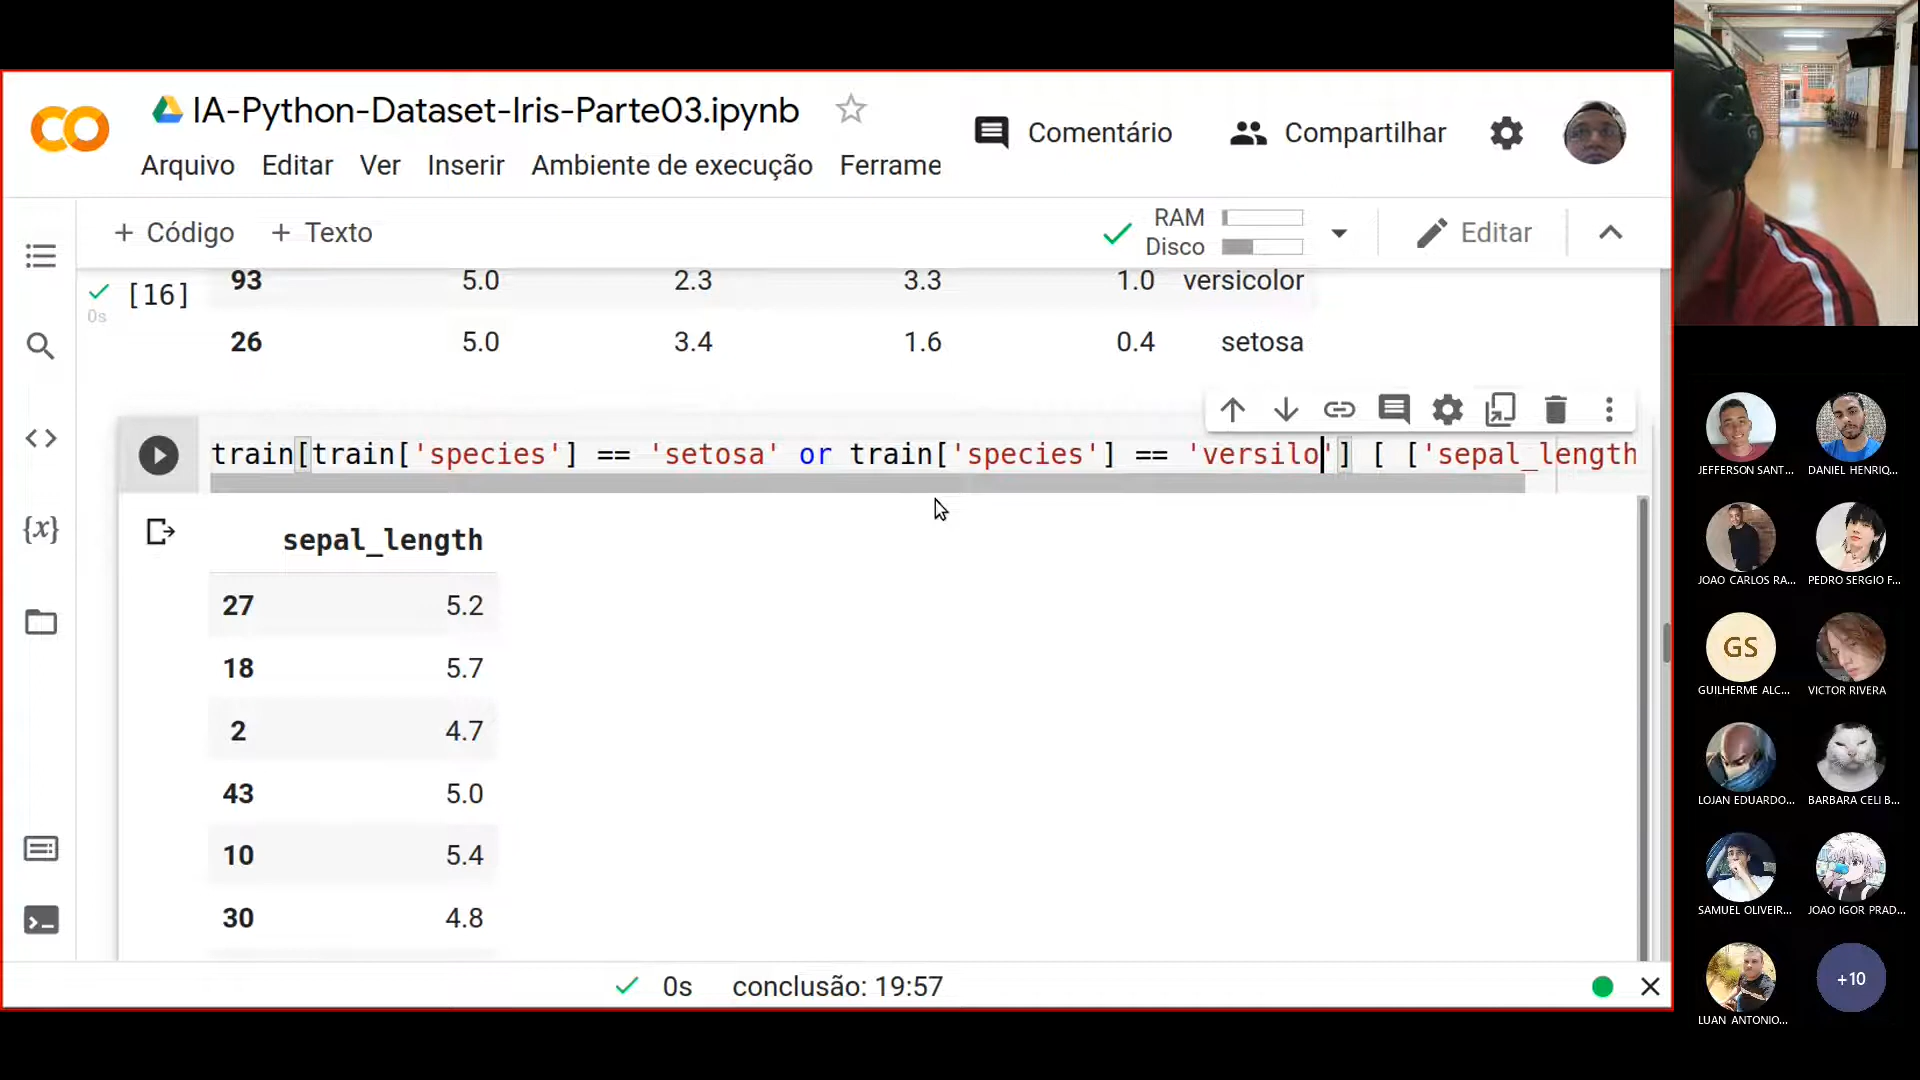 IA-Python-Dataset-Iris-Parte03.ipynb
Comentário
Compartilhar
Arquivo Editar Ver Inserir Ambiente de execução Ferrame
+ Código + Texto
RAM
Disco
Editar
[16]
0s
93 5.0 2.3 3.3 1.0 versicolor
26 5.0 3.4 1.6 0.4 setosa
train[train['species'] == 'setosa' or train['species'] == 'versilo'] [ ['sepal_length
sepal_length
27 5.2
18 5.7
2 4.7
43 5.0
10 5.4
30 4.8
0s conclusão: 19:57
{x}
JEFFERSON SANT... DANIEL HENRIQ...
JOAO CARLOS RA... PEDRO SERGIO F...
GS
GUILHERME ALC... VICTOR RIVERA
LOJAN EDUARDO... BARBARA CELI B...
SAMUEL OLIVEIR... JOAO IGOR PRAD...
+10
LUAN ANTONIO...